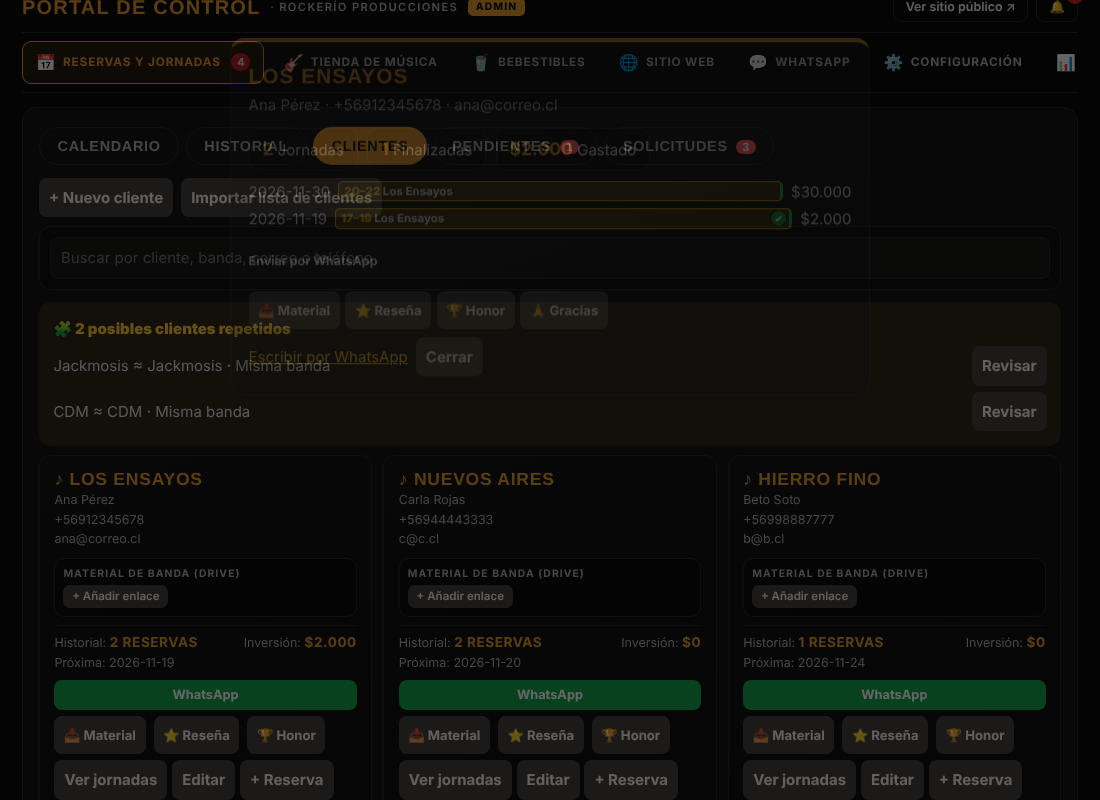 PORTAL DE CONTROL · ROCKERÍO PRODUCCIONES ADMIN Ver sitio público ↗ 🔔
📅 RESERVAS Y JORNADAS 4 🎸 TIENDA DE MÚSICA 🥤 BEBESTIBLES 🌐 SITIO WEB 💬 WHATSAPP ⚙️ CONFIGURACIÓN 📊
LOS ENSAYOS
Ana Pérez · +56912345678 · ana@correo.cl
CALENDARIO HISTORIAL CLIENTES PENDIENTES 1 SOLICITUDES 3
2 Jornadas 1 Finalizadas $2.000 Gastado
+ Nuevo cliente Importar lista de clientes
2026-11-30 20–22 Los Ensayos $30.000
2026-11-19 17–19 Los Ensayos ✓ $2.000
Buscar por cliente, banda, correo o teléfono
Enviar por WhatsApp
📥 Material ⭐ Reseña 🏆 Honor 🙏 Gracias
🧩 2 posibles clientes repetidos
Escribir por WhatsApp Cerrar
Jackmosis ≈ Jackmosis · Misma banda Revisar
CDM ≈ CDM · Misma banda Revisar
♪ LOS ENSAYOS
Ana Pérez
+56912345678
ana@correo.cl
MATERIAL DE BANDA (DRIVE)
+ Añadir enlace
Historial: 2 RESERVAS Inversión: $2.000
Próxima: 2026-11-19
WhatsApp
📥 Material ⭐ Reseña 🏆 Honor
Ver jornadas Editar + Reserva
♪ NUEVOS AIRES
Carla Rojas
+56944443333
c@c.cl
MATERIAL DE BANDA (DRIVE)
+ Añadir enlace
Historial: 2 RESERVAS Inversión: $0
Próxima: 2026-11-20
WhatsApp
📥 Material ⭐ Reseña 🏆 Honor
Ver jornadas Editar + Reserva
♪ HIERRO FINO
Beto Soto
+56998887777
b@b.cl
MATERIAL DE BANDA (DRIVE)
+ Añadir enlace
Historial: 1 RESERVAS Inversión: $0
Próxima: 2026-11-24
WhatsApp
📥 Material ⭐ Reseña 🏆 Honor
Ver jornadas Editar + Reserva